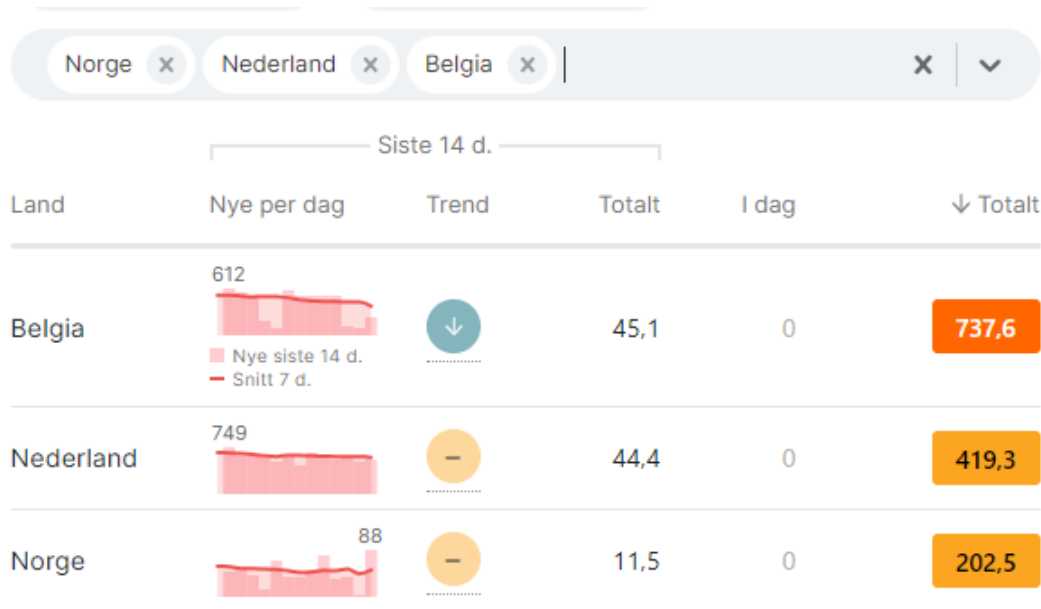 Norge × Nederland × Belgia ×
Siste 14 d.
Land Nye per dag Trend Totalt I dag ↓ Totalt
612
Belgia 45,1 0 737,6
Nye siste 14 d.
Snitt 7 d.
749
Nederland 44,4 0 419,3
88
Norge 11,5 0 202,5